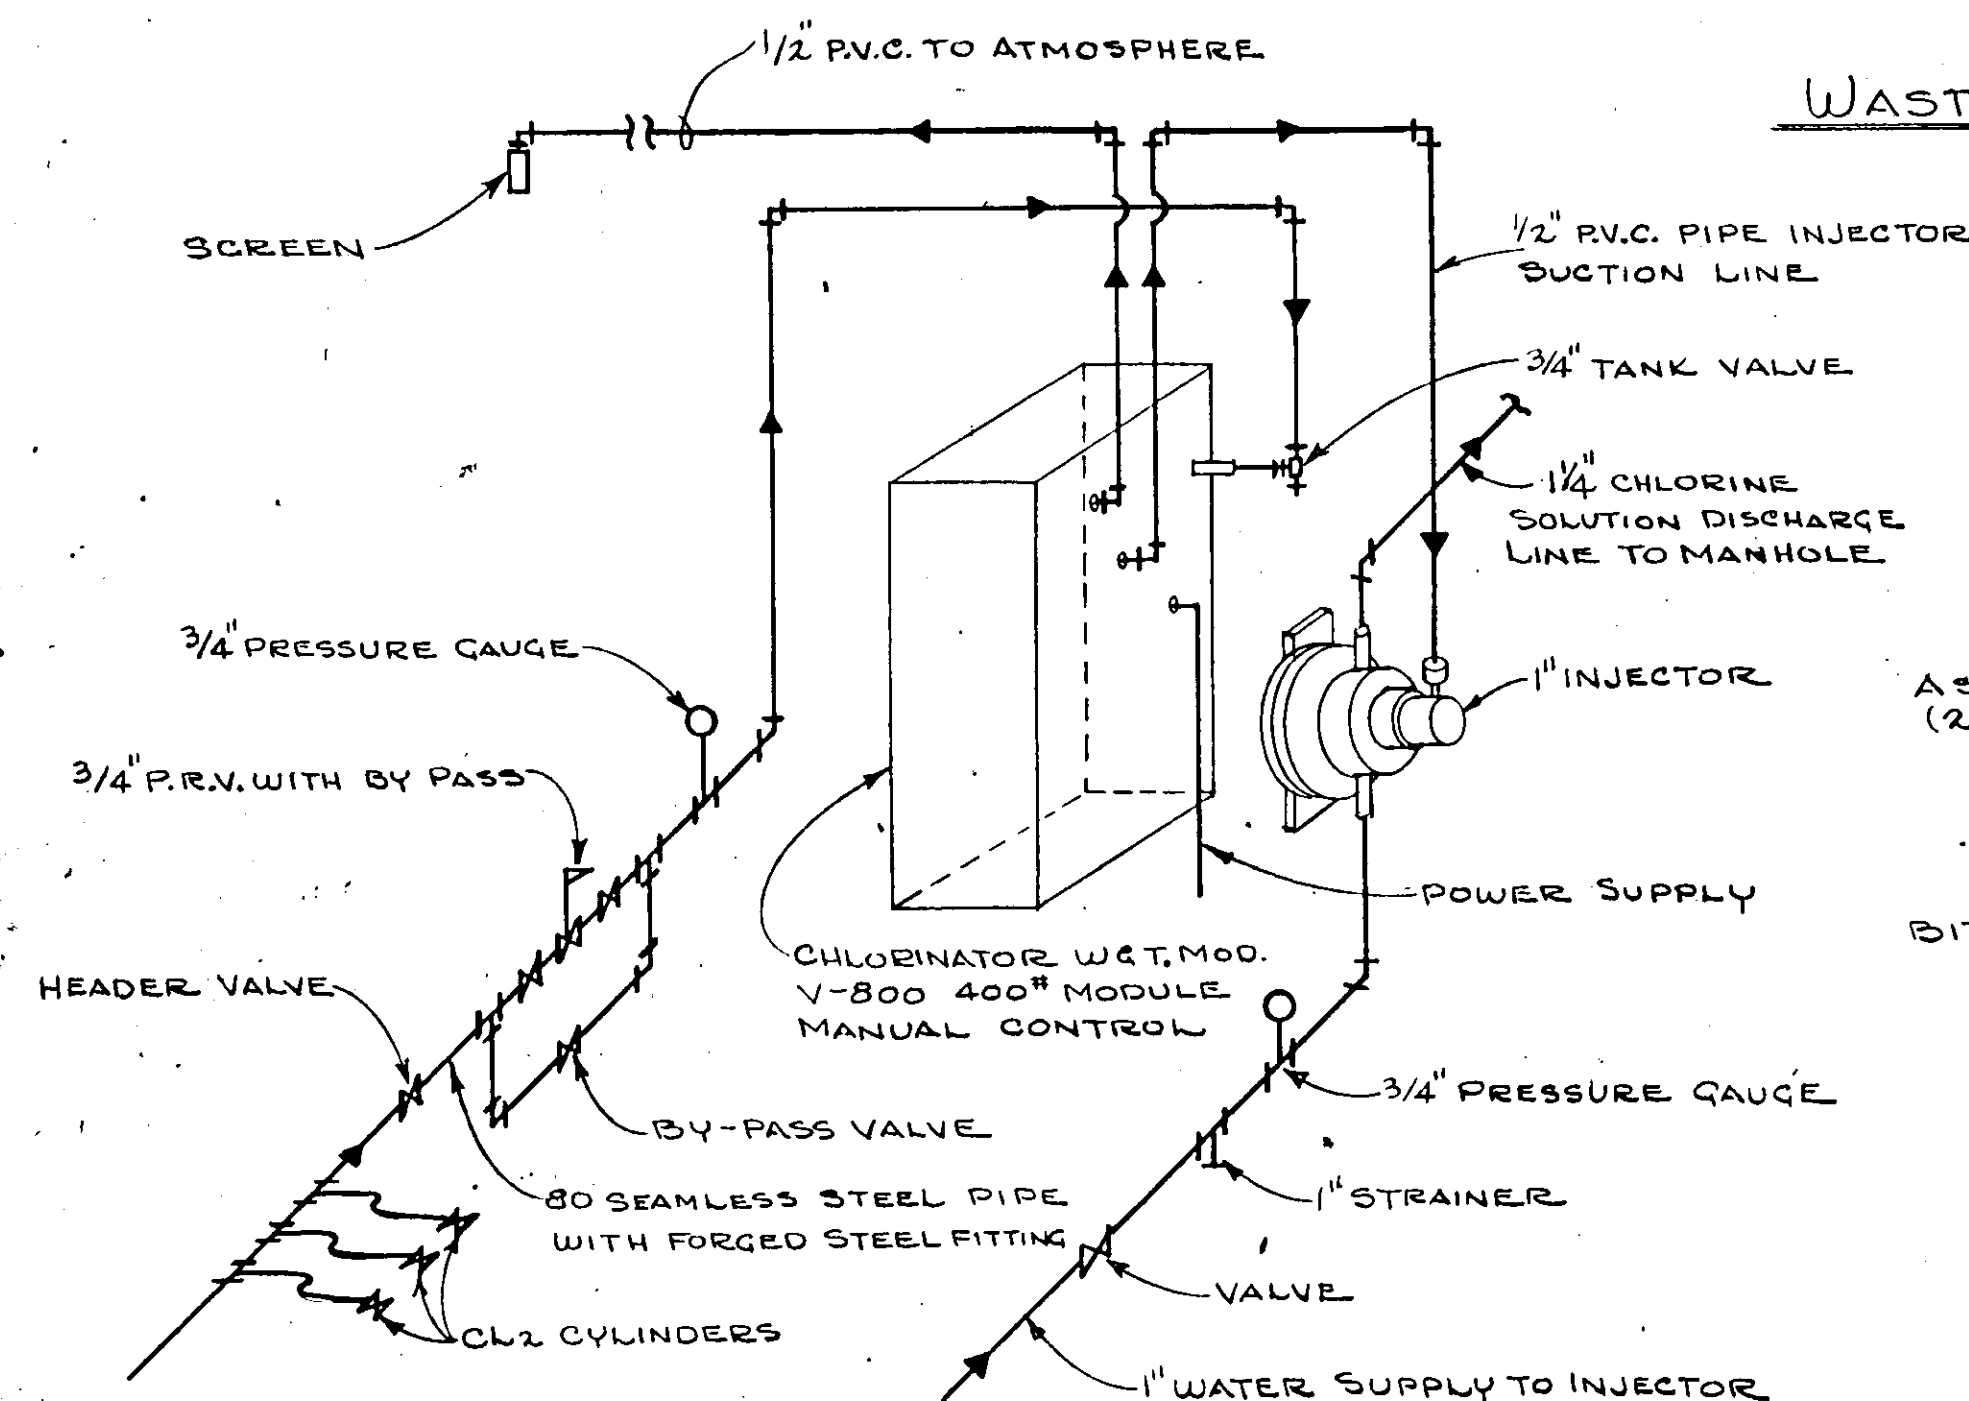 1/2" P.V.C. TO ATMOSPHERE
WAST
SCREEN
1/2" P.V.C. PIPE INJECTOR
SUCTION LINE
3/4" TANK VALVE
1 1/4" CHLORINE
SOLUTION DISCHARGE
LINE TO MANHOLE
3/4" PRESSURE GAUGE
1" INJECTOR
AS
(2
3/4" P.R.V. WITH BY PASS
POWER SUPPLY
BIT
CHLORINATOR W&T. MOD.
V-800 400# MODULE
MANUAL CONTROL
HEADER VALVE
3/4" PRESSURE GAUGE
BY-PASS VALVE
80 SEAMLESS STEEL PIPE
WITH FORGED STEEL FITTING
1" STRAINER
VALVE
CL2 CYLINDERS
1" WATER SUPPLY TO INJECTOR